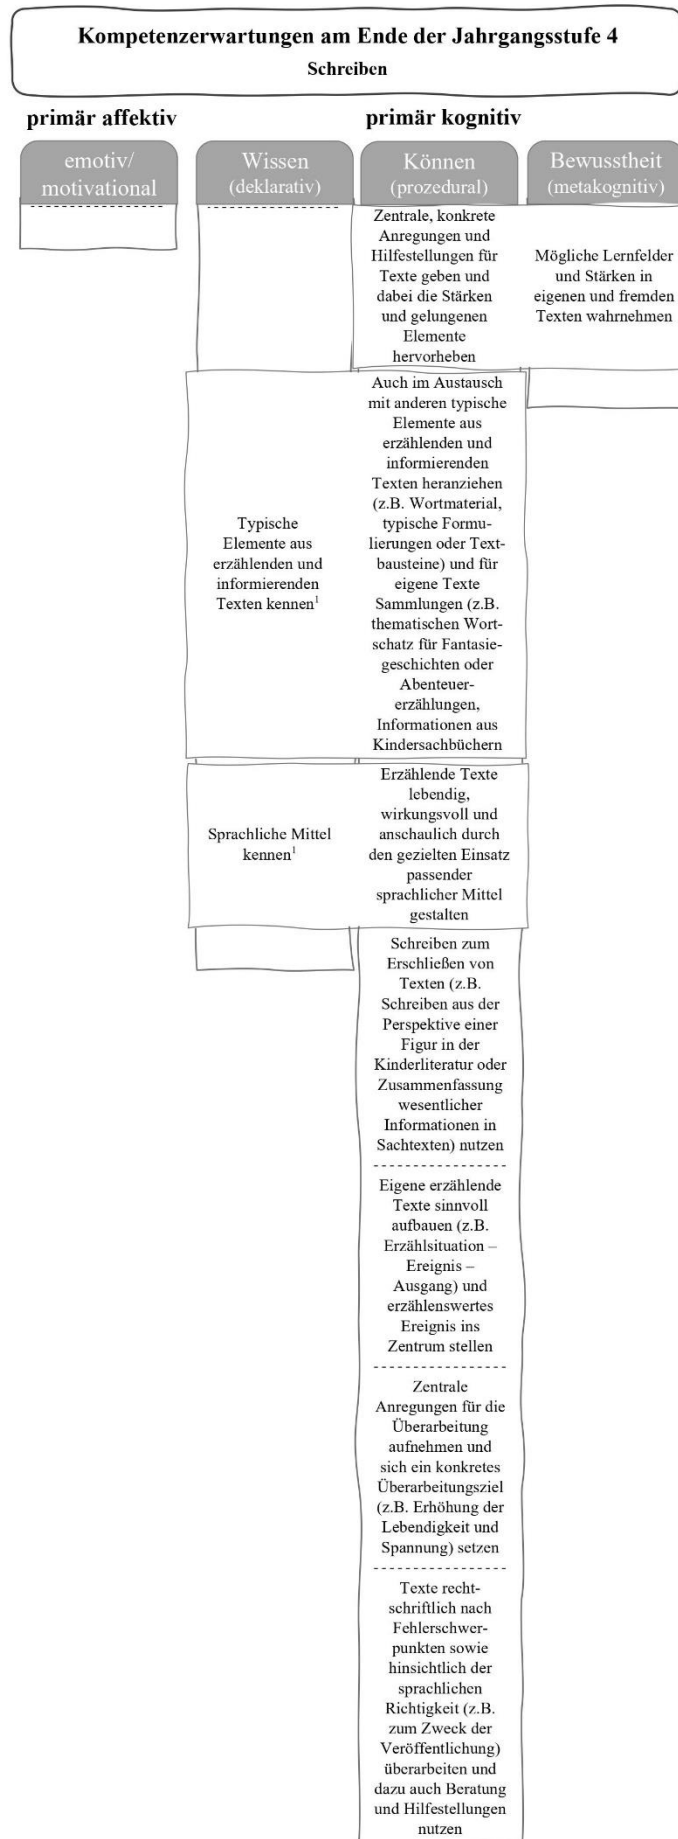 Kompetenzerwartungen am Ende der Jahrgangsstufe 4
Schreiben
primär affektiv
primär kognitiv
emotiv/
motivational
Wissen
(deklarativ)
Können
(prozedural)
Bewusstheit
(metakognitiv)
Zentrale, konkrete
Anregungen und
Hilfestellungen für
Texte geben und
dabei die Stärken
und gelungenen
Elemente
hervorheben
Mögliche Lernfelder
und Stärken in
eigenen und fremden
Texten wahrnehmen
Typische
Elemente aus
erzählenden und
informierenden
Texten kennen¹
Auch im Austausch
mit anderen typische
Elemente aus
erzählenden und
informierenden
Texten heranziehen
(z.B. Wortmaterial,
typische Formu-
lierungen oder Text-
bausteine) und für
eigene Texte
Sammlungen (z.B.
thematischen Wort-
schatz für Fantasie-
geschichten oder
Abenteuer-
erzählungen,
Informationen aus
Kindersachbüchern
Sprachliche Mittel
kennen¹
Erzählende Texte
lebendig,
wirkungsvoll und
anschaulich durch
den gezielten Einsatz
passender
sprachlicher Mittel
gestalten
Schreiben zum
Erschließen von
Texten (z.B.
Schreiben aus der
Perspektive einer
Figur in der
Kinderliteratur oder
Zusammenfassung
wesentlicher
Informationen in
Sachtexten) nutzen
Eigene erzählende
Texte sinnvoll
aufbauen (z.B.
Erzählsituation –
Ereignis –
Ausgang) und
erzählenswertes
Ereignis ins
Zentrum stellen
Zentrale
Anregungen für die
Überarbeitung
aufnehmen und
sich ein konkretes
Überarbeitungsziel
(z.B. Erhöhung der
Lebendigkeit und
Spannung) setzen
Texte recht-
schriftlich nach
Fehlerschwer-
punkten sowie
hinsichtlich der
sprachlichen
Richtigkeit (z.B.
zum Zweck der
Veröffentlichung)
überarbeiten und
dazu auch Beratung
und Hilfestellungen
nutzen